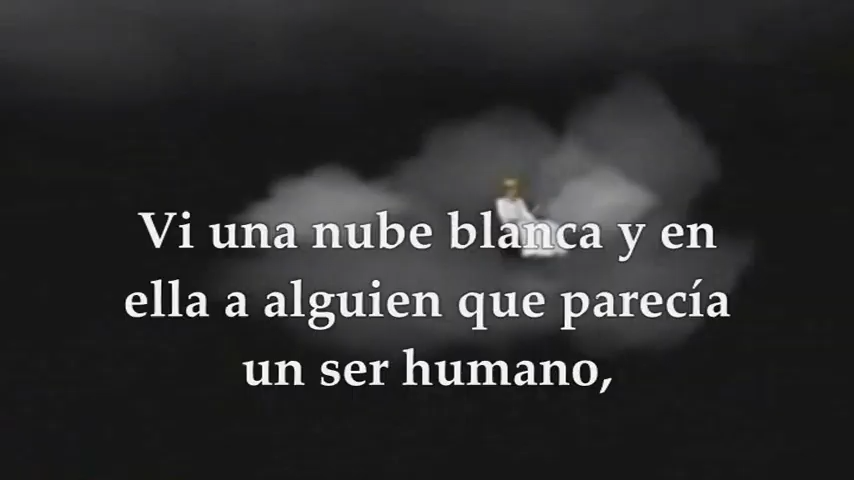 Vi una nube blanca y en
ella a alguien que parecía
un ser humano,